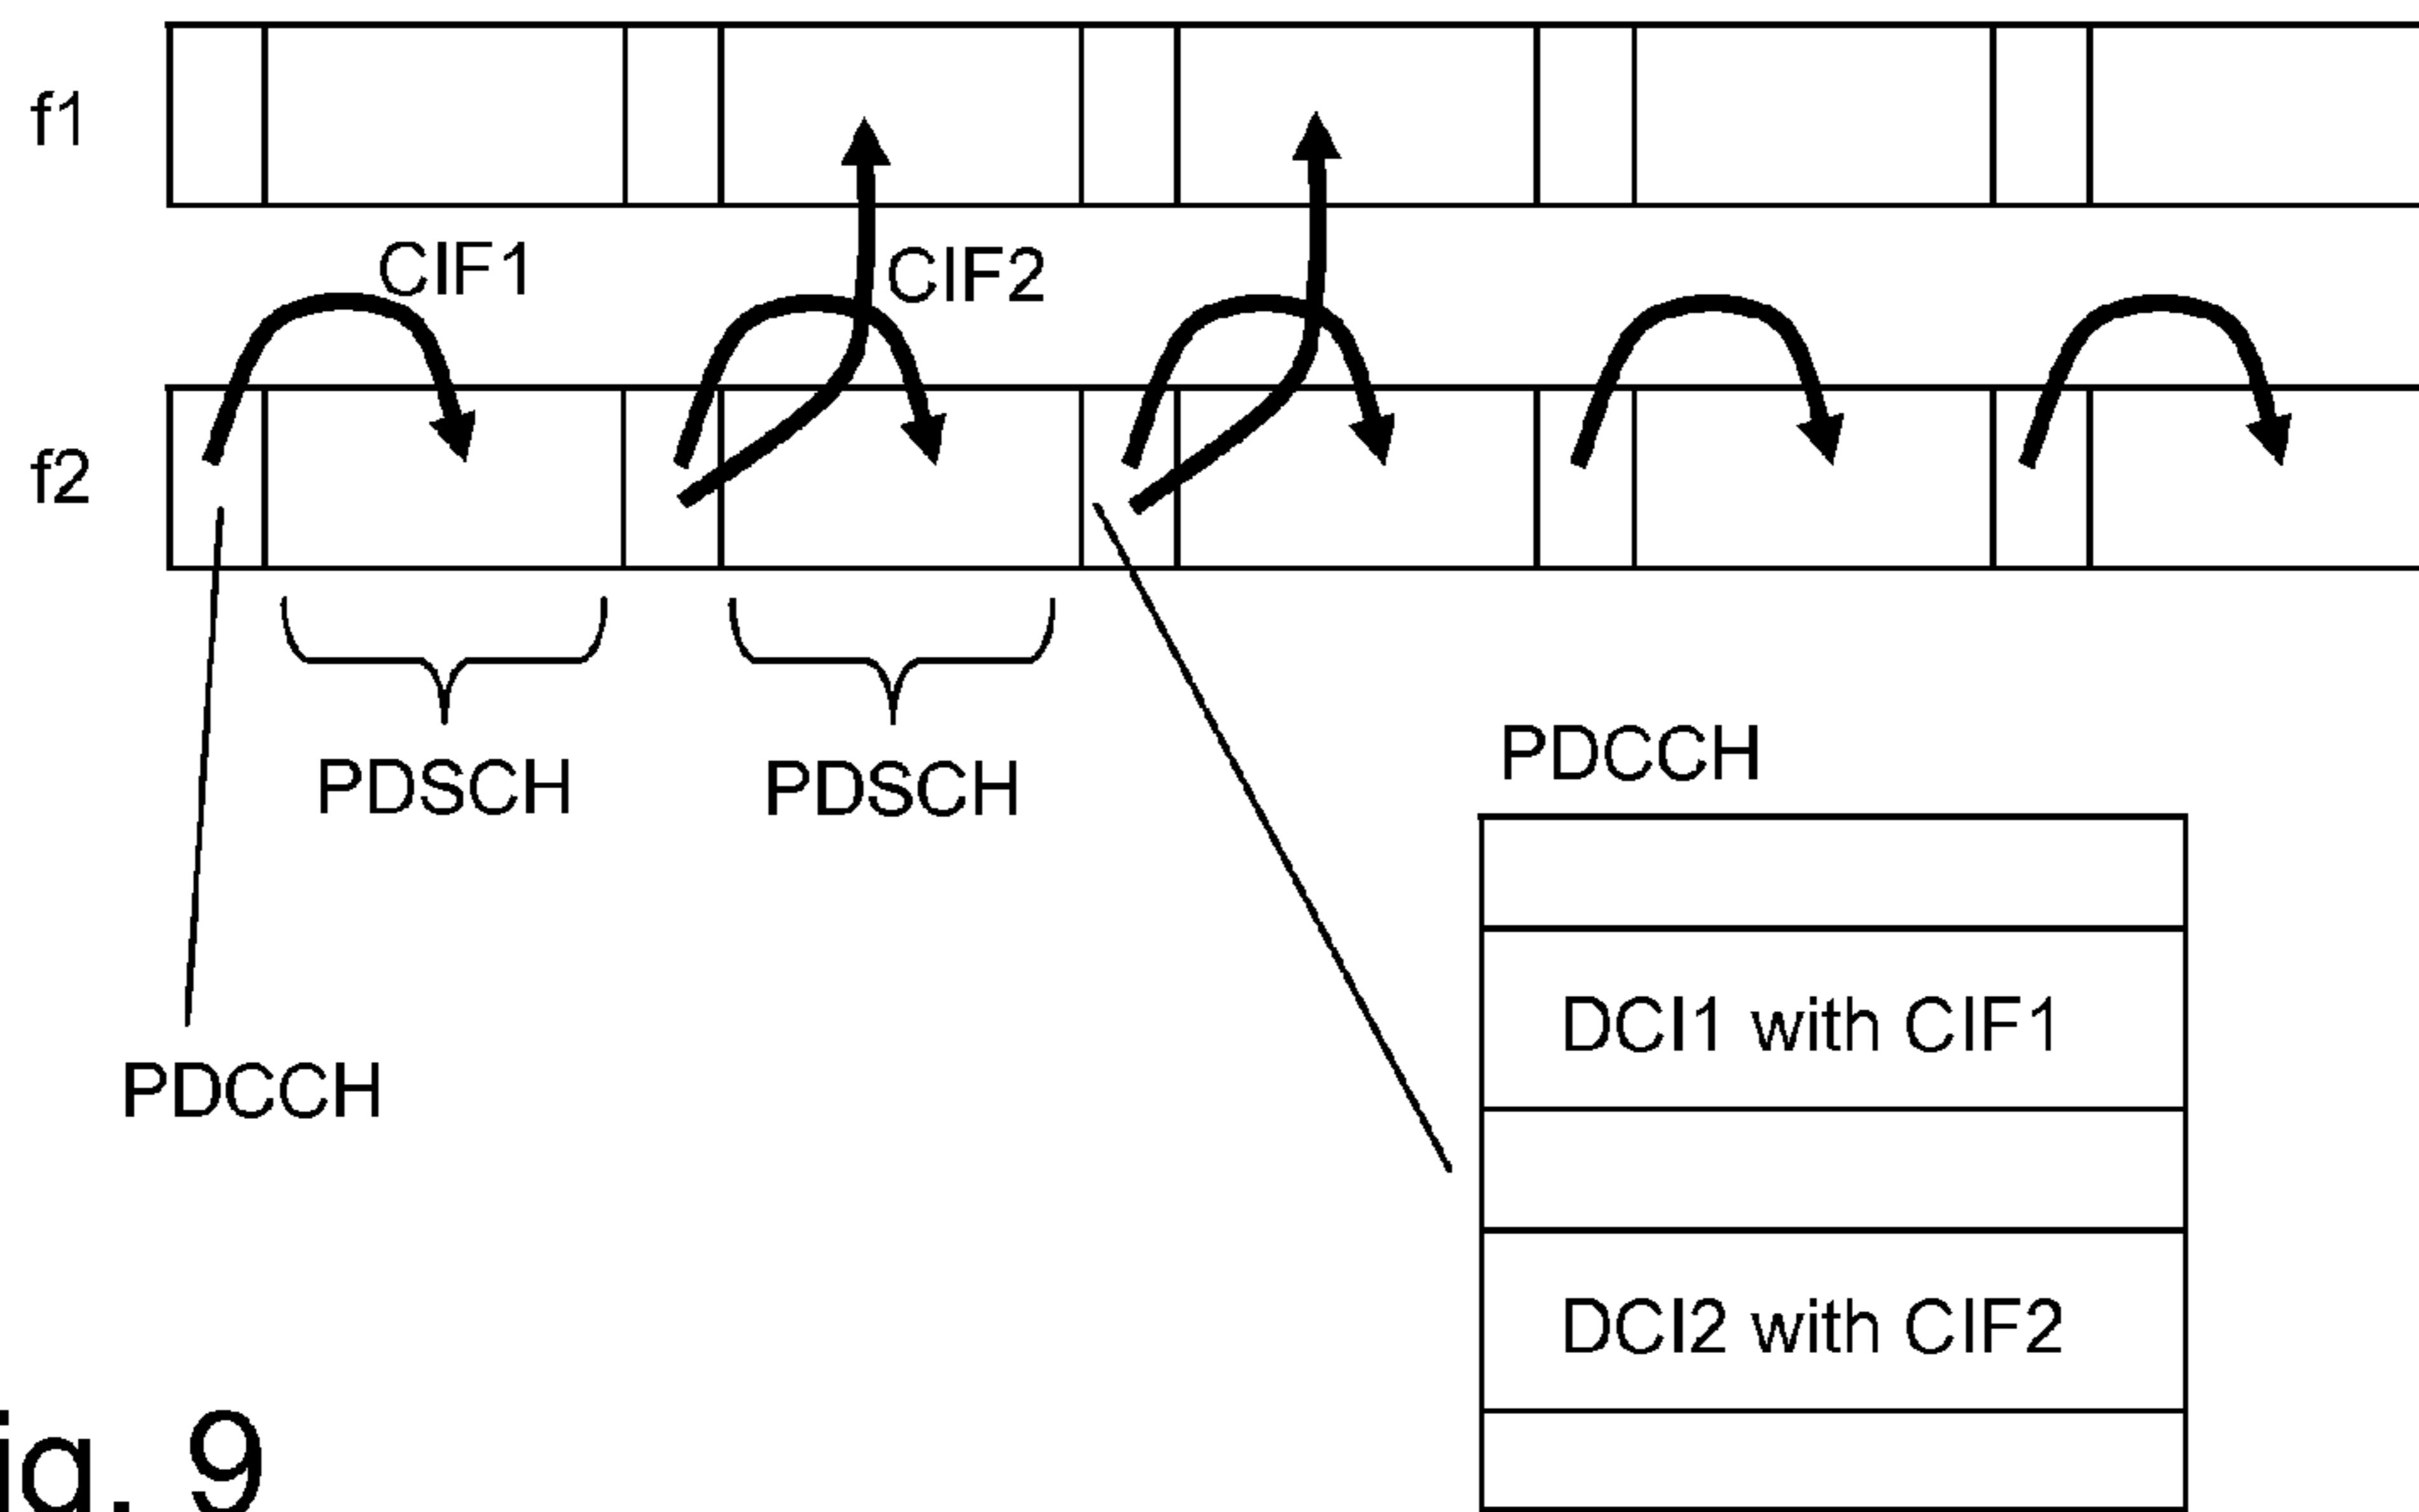 f1
CIF1
CIF2
f2
PDSCH
PDSCH
PDCCH
DCI1 with CIF1
PDCCH
DCI2 with CIF2
ig. 9